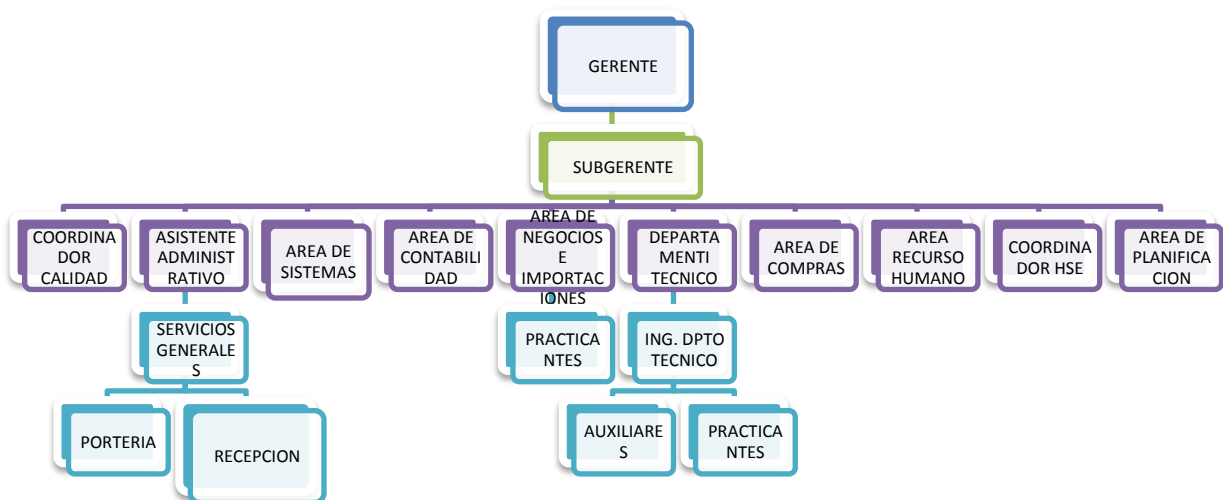 GERENTE
SUBGERENTE
COORDINA
DOR
CALIDAD
ASISTENTE
ADMINIST
RATIVO
AREA DE
SISTEMAS
AREA DE
CONTABILI
DAD
AREA DE
NEGOCIOS
E
IMPORTAC
IONES
DEPARTA
MENTI
TECNICO
AREA DE
COMPRAS
AREA
RECURSO
HUMANO
COORDINA
DOR HSE
AREA DE
PLANIFICA
CION
SERVICIOS
GENERALE
S
PRACTICA
NTES
ING. DPTO
TECNICO
PORTERIA
RECEPCION
AUXILIARE
S
PRACTICA
NTES